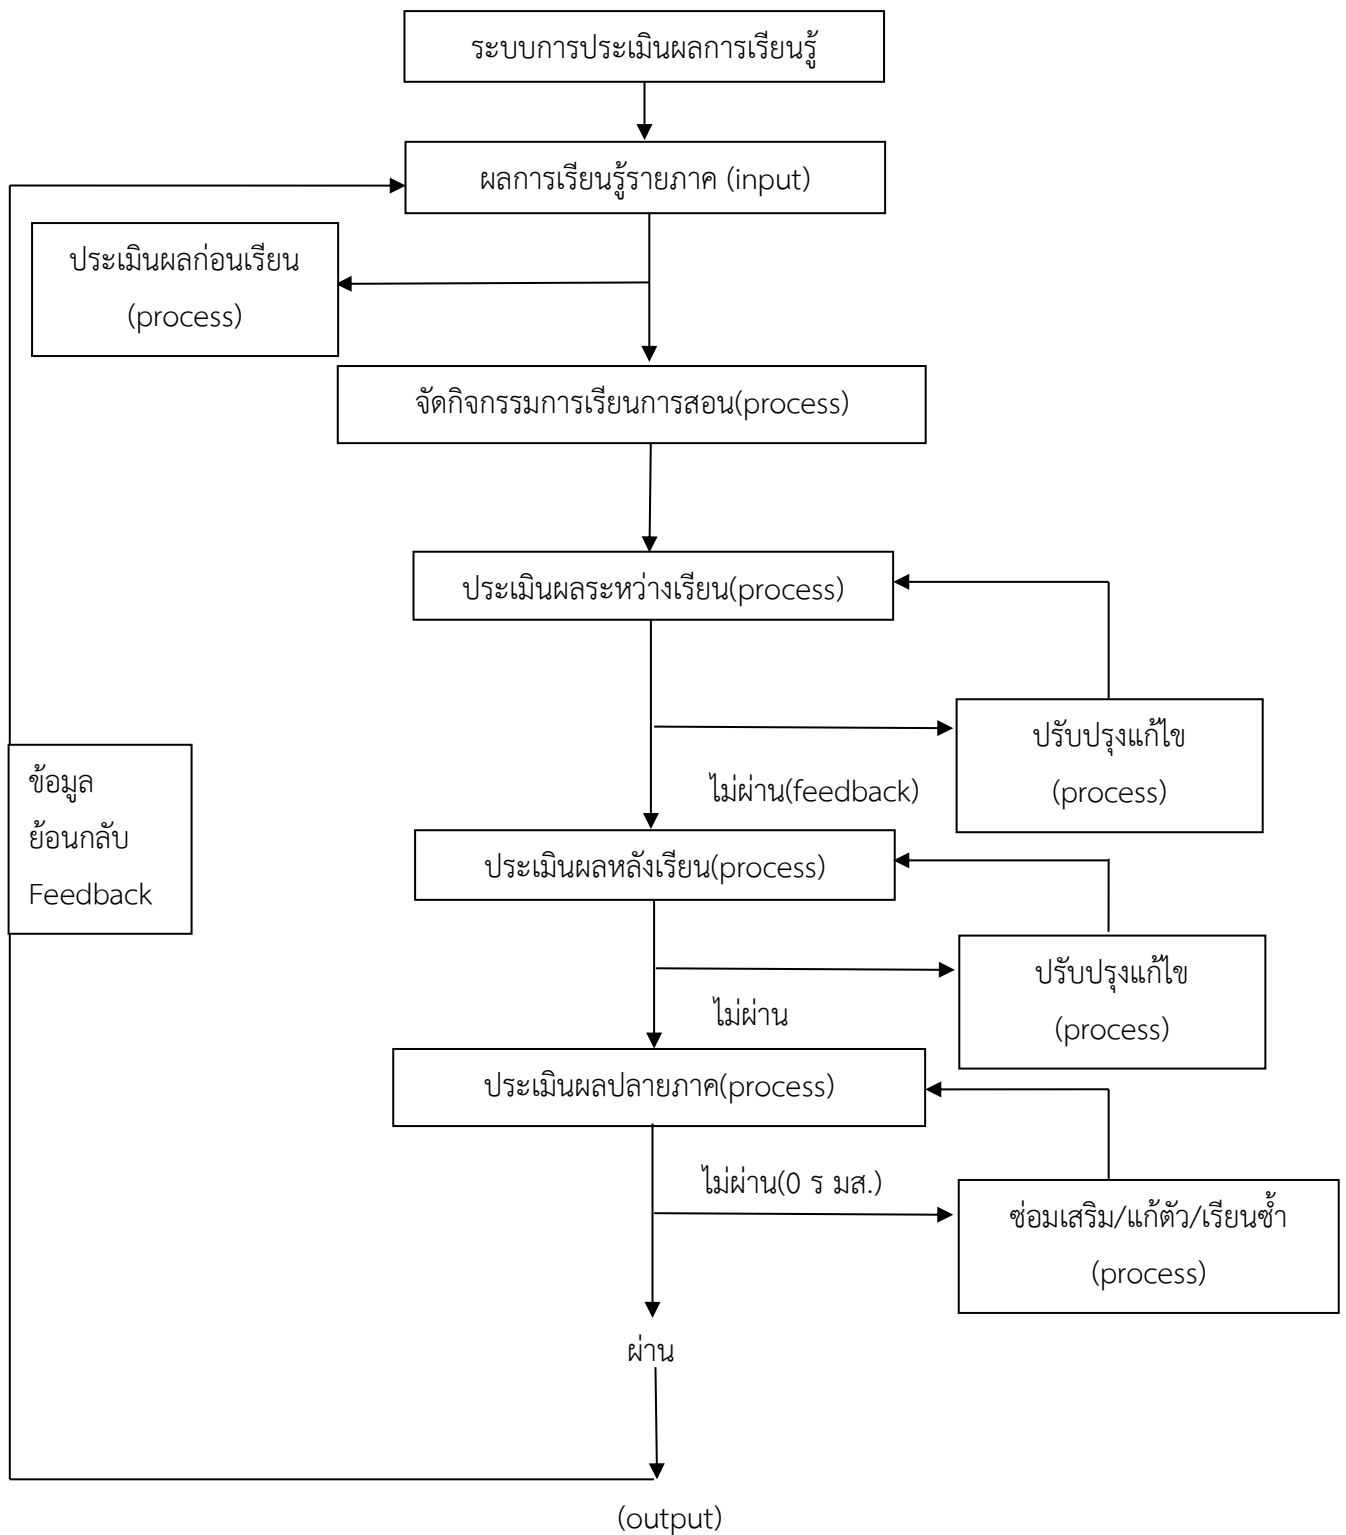 ระบบการประเมินผลการเรียนรู้
ผลการเรียนรู้รายภาค (input)
ประเมินผลก่อนเรียน
(process)
จัดกิจกรรมการเรียนการสอน(process)
ประเมินผลระหว่างเรียน(process)
ปรับปรุงแก้ไข
(process)
ไม่ผ่าน(feedback)
ข้อมูล
ย้อนกลับ
Feedback
ประเมินผลหลังเรียน(process)
ปรับปรุงแก้ไข
(process)
ไม่ผ่าน
ประเมินผลปลายภาค(process)
ไม่ผ่าน(0 ร มส.)
ซ่อมเสริม/แก้ตัว/เรียนซ้ำ
(process)
ผ่าน
(output)